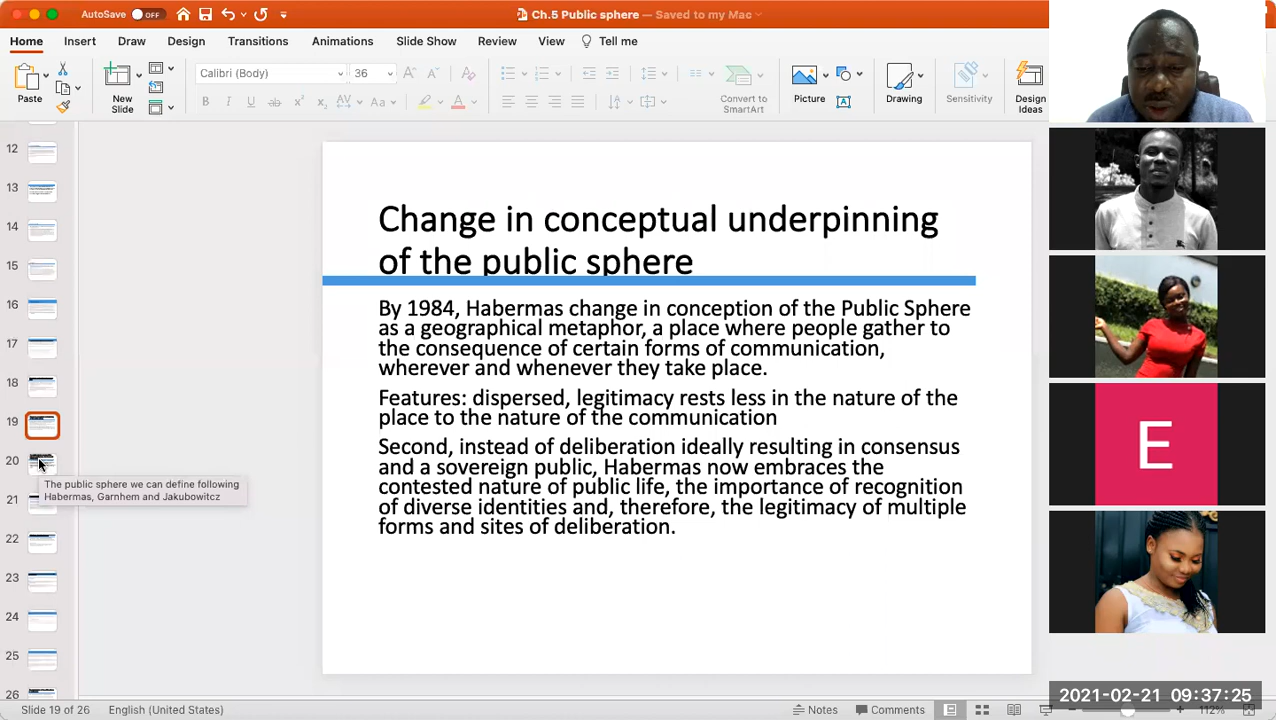 AutoSave OFF
Ch.5 Public sphere — Saved to my Mac
Home Insert Draw Design Transitions Animations Slide Show Review View Tell me
Calibri (Body) 36
Paste
New Slide
Convert to SmartArt
Picture
Drawing
Sensitivity
Design Ideas
12
13
14
15
16
17
18
19
20
21
22
23
24
25
26
The public sphere we can define following
Habermas, Garnhem and Jakubowitcz
Change in conceptual underpinning
of the public sphere
By 1984, Habermas change in conception of the Public Sphere
as a geographical metaphor, a place where people gather to
the consequence of certain forms of communication,
wherever and whenever they take place.
Features: dispersed, legitimacy rests less in the nature of the
place to the nature of the communication
Second, instead of deliberation ideally resulting in consensus
and a sovereign public, Habermas now embraces the
contested nature of public life, the importance of recognition
of diverse identities and, therefore, the legitimacy of multiple
forms and sites of deliberation.
E
2021-02-21 09:37:25
Slide 19 of 26 English (United States) Notes Comments 112%